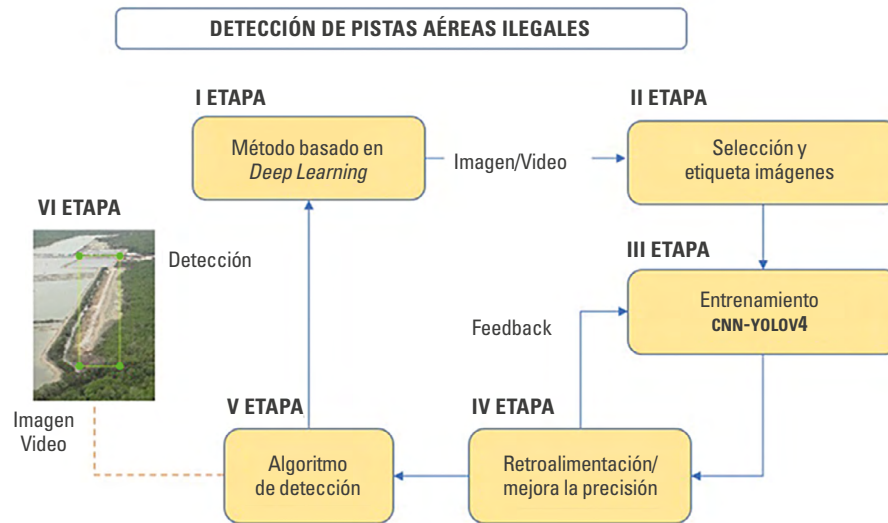 DETECCIÓN DE PISTAS AÉREAS ILEGALES
I ETAPA
Método basado en
Deep Learning
Imagen/Video
II ETAPA
Selección y
etiqueta imágenes
III ETAPA
Entrenamiento
CNN-YOLOV4
Feedback
IV ETAPA
Retroalimentación/
mejora la precisión
V ETAPA
Algoritmo
de detección
VI ETAPA
Detección
Imagen
Video